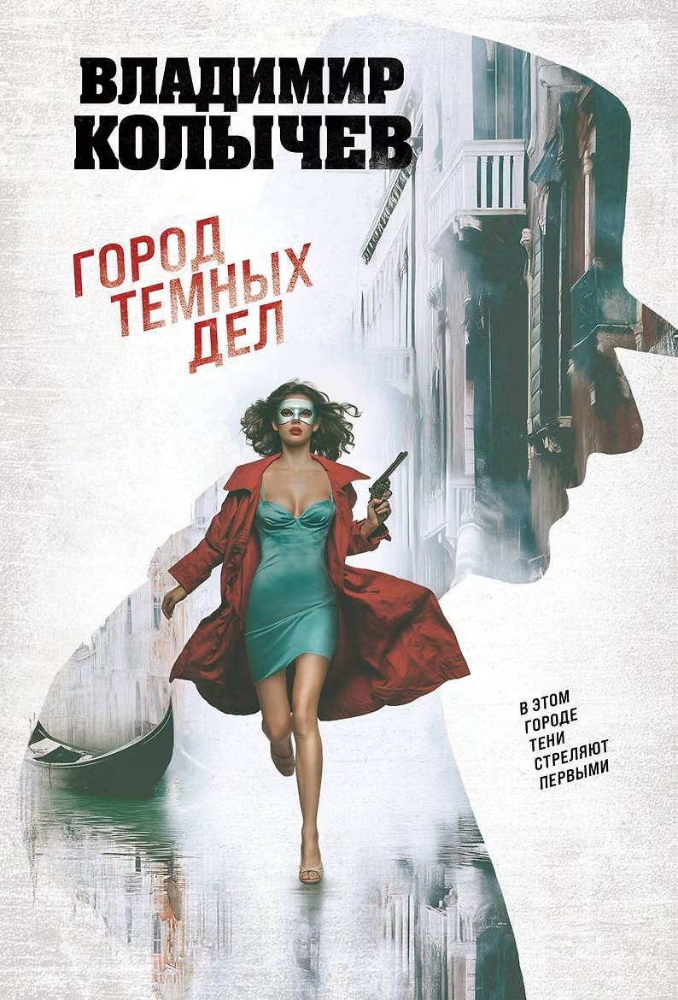 ВЛАДИМИР
КОЛЫЧЕВ
ГОРОД
ТЕМНЫХ
ДЕЛ
В ЭТОМ
ГОРОДЕ
ТЕНИ
СТРЕЛЯЮТ
ПЕРВЫМИ